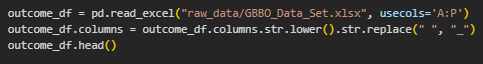 outcome_df = pd.read_excel("raw_data/GBBO_Data_Set.xlsx", usecols='A:P')
outcome_df.columns = outcome_df.columns.str.lower().str.replace(" ", "_")
outcome_df.head()